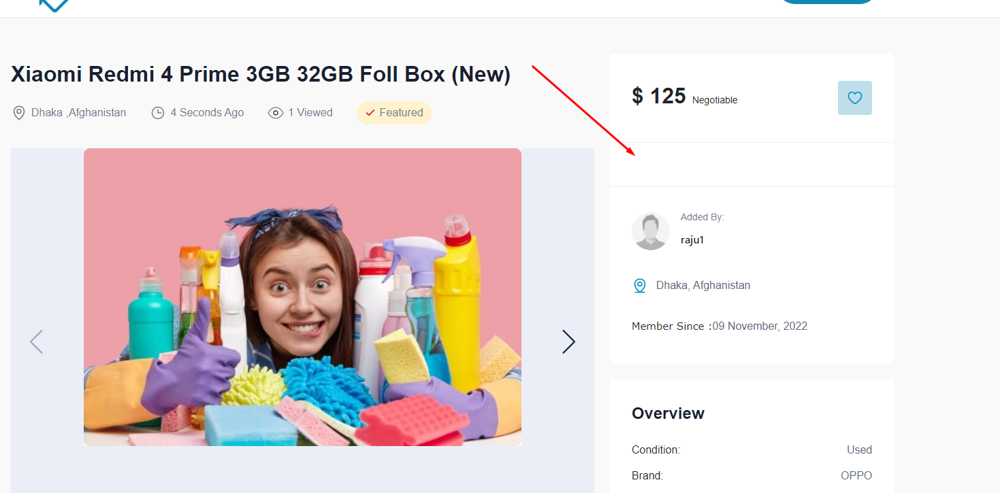 Xiaomi Redmi 4 Prime 3GB 32GB Foll Box (New)
Dhaka ,Afghanistan 4 Seconds Ago 1 Viewed Featured
$ 125 Negotiable
Added By:
raju1
Dhaka, Afghanistan
Member Since :09 November, 2022
Overview
Condition: Used
Brand: OPPO